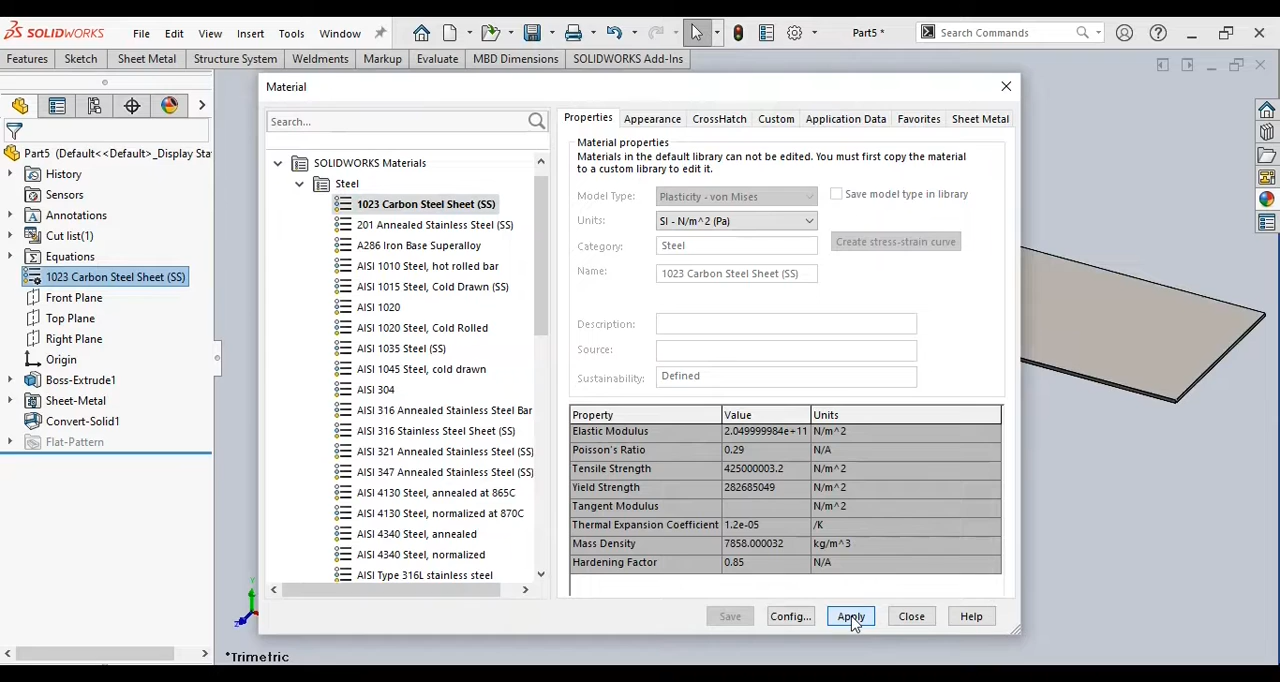 SOLIDWORKS File Edit View Insert Tools Window Part5 * Search Commands
Features Sketch Sheet Metal Structure System Weldments Markup Evaluate MBD Dimensions SOLIDWORKS Add-Ins
Material
Search...
Properties Appearance CrossHatch Custom Application Data Favorites Sheet Metal
Part5 (Default<<Default>_Display Sta
History
Sensors
Annotations
Cut list(1)
Equations
1023 Carbon Steel Sheet (SS)
Front Plane
Top Plane
Right Plane
Origin
Boss-Extrude1
Sheet-Metal
Convert-Solid1
Flat-Pattern
SOLIDWORKS Materials
Steel
1023 Carbon Steel Sheet (SS)
201 Annealed Stainless Steel (SS)
A286 Iron Base Superalloy
AISI 1010 Steel, hot rolled bar
AISI 1015 Steel, Cold Drawn (SS)
AISI 1020
AISI 1020 Steel, Cold Rolled
AISI 1035 Steel (SS)
AISI 1045 Steel, cold drawn
AISI 304
AISI 316 Annealed Stainless Steel Bar
AISI 316 Stainless Steel Sheet (SS)
AISI 321 Annealed Stainless Steel (SS)
AISI 347 Annealed Stainless Steel (SS)
AISI 4130 Steel, annealed at 865C
AISI 4130 Steel, normalized at 870C
AISI 4340 Steel, annealed
AISI 4340 Steel, normalized
AISI Type 316L stainless steel
Material properties
Materials in the default library can not be edited. You must first copy the material
to a custom library to edit it.
Model Type: Plasticity - von Mises Save model type in library
Units: SI - N/m^2 (Pa)
Category: Steel Create stress-strain curve
Name: 1023 Carbon Steel Sheet (SS)
Description:
Source:
Sustainability: Defined
Property Value Units
Elastic Modulus 2.049999984e+11 N/m^2
Poisson's Ratio 0.29 N/A
Tensile Strength 425000003.2 N/m^2
Yield Strength 282685049 N/m^2
Tangent Modulus N/m^2
Thermal Expansion Coefficient 1.2e-05 /K
Mass Density 7858.000032 kg/m^3
Hardening Factor 0.85 N/A
Save Config... Apply Close Help
*Trimetric